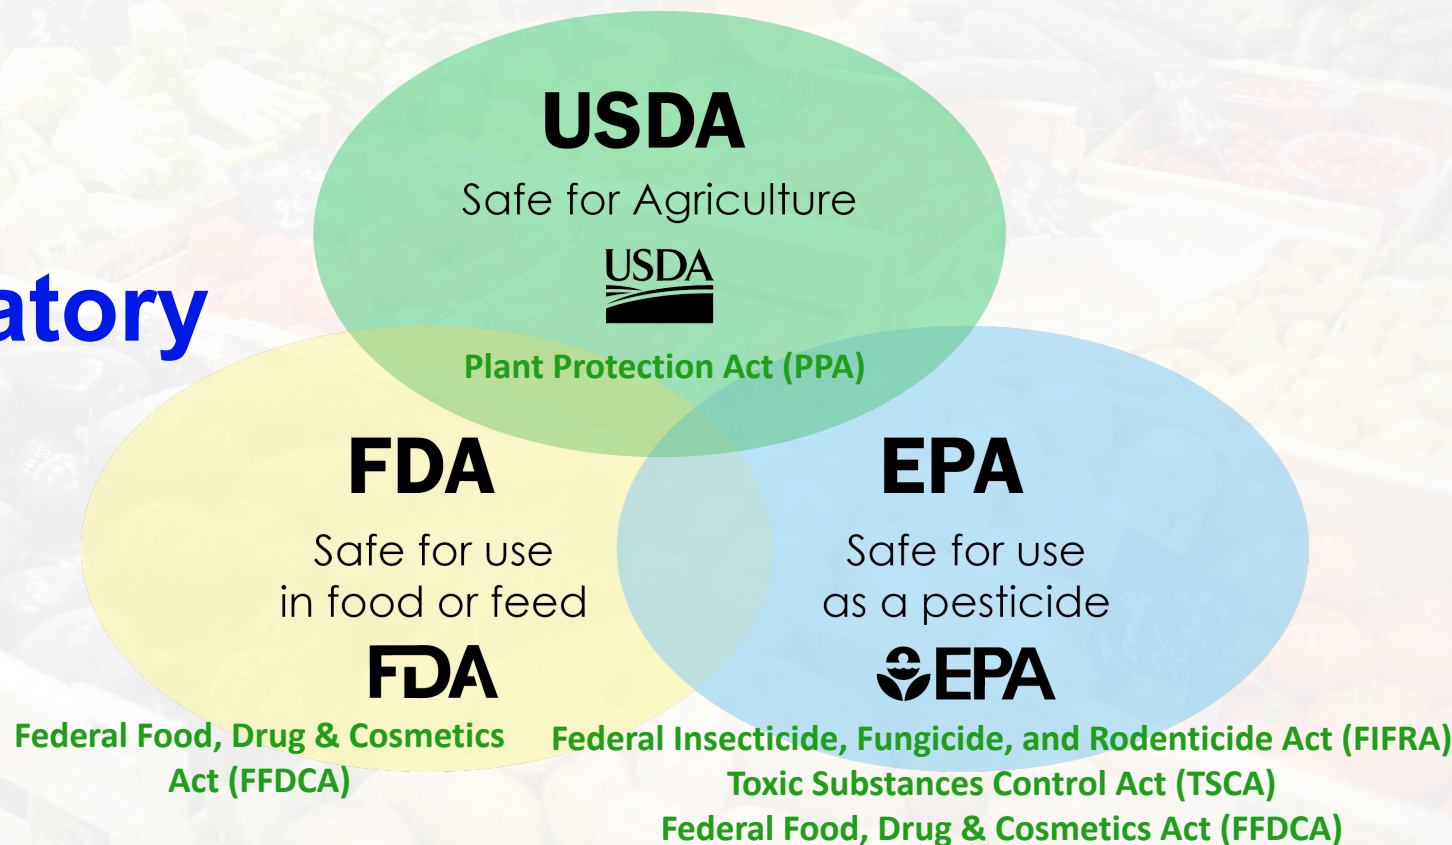 USDA
Safe for Agriculture
USDA
atory
Plant Protection Act (PPA)
FDA
Safe for use
in food or feed
FDA
Federal Food, Drug & Cosmetics
Act (FFDCA)
EPA
Safe for use
as a pesticide
EPA
Federal Insecticide, Fungicide, and Rodenticide Act (FIFRA)
Toxic Substances Control Act (TSCA)
Federal Food, Drug & Cosmetics Act (FFDCA)